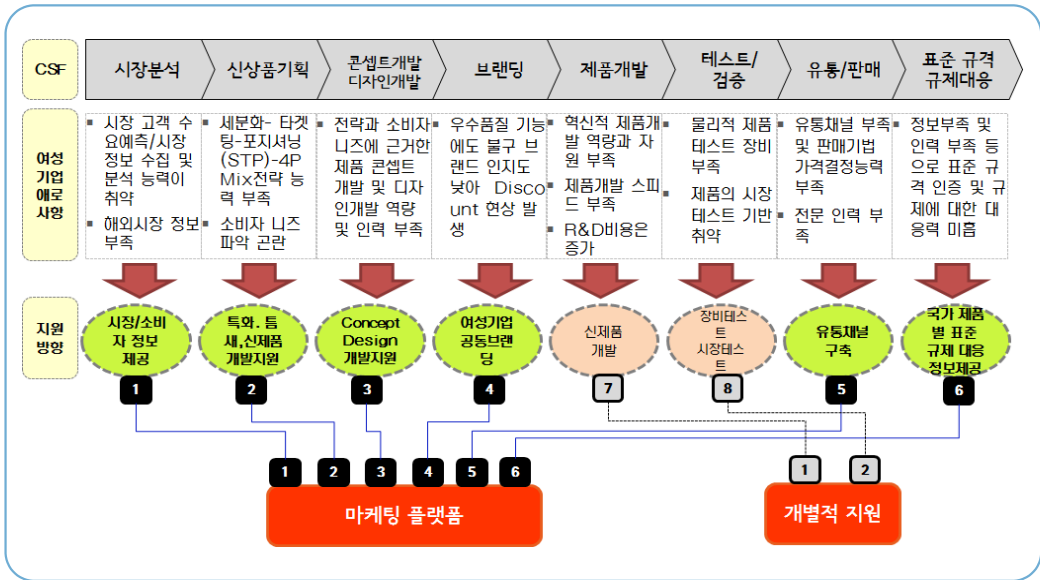 CSF
시장분석
신상품기획
콘셉트개발
디자인개발
브랜딩
제품개발
테스트/
검증
유통/판매
표준 규격
규제대응
여성
기업
애로
사항
▪ 시장 고객 수
요예측/시장
정보 수집 및
분석 능력이
취약
▪ 해외시장 정보
부족
▪ 세분화- 타겟
팅-포지셔닝
(STP)-4P
Mix전략 능
력 부족
▪ 소비자 니즈
파악 곤란
▪ 전략과 소비자
니즈에 근거한
제품 콘셉트
개발 및 디자
인개발 역량
및 인력 부족
▪ 우수품질 기능
에도 불구 브
랜드 인지도
낮아 Disco
unt 현상 발
생
▪ 혁신적 제품개
발 역량과 자
원 부족
▪ 제품개발 스피
드 부족
▪ R&D비용은
증가
▪ 물리적 제품
테스트 장비
부족
▪ 제품의 시장
테스트 기반
취약
▪ 유통채널 부족
및 판매기법
가격결정능력
부족
▪ 전문 인력 부
족
▪ 정보부족 및
인력 부족 등
으로 표준 규
격 인증 및 규
제에 대한 대
응력 미흡
지원
방향
시장/소비
자 정보
제공
특화. 틈
새,신제품
개발지원
Concept
Design
개발지원
여성기업
공동브랜
딩
신제품
개발
장비테스
트
시장테스
트
유통채널
구축
국가 제품
별 표준
규제 대응
정보제공
1
2
3
4
7
8
5
6
1
2
3
4
5
6
1
2
마케팅 플랫폼
개별적 지원